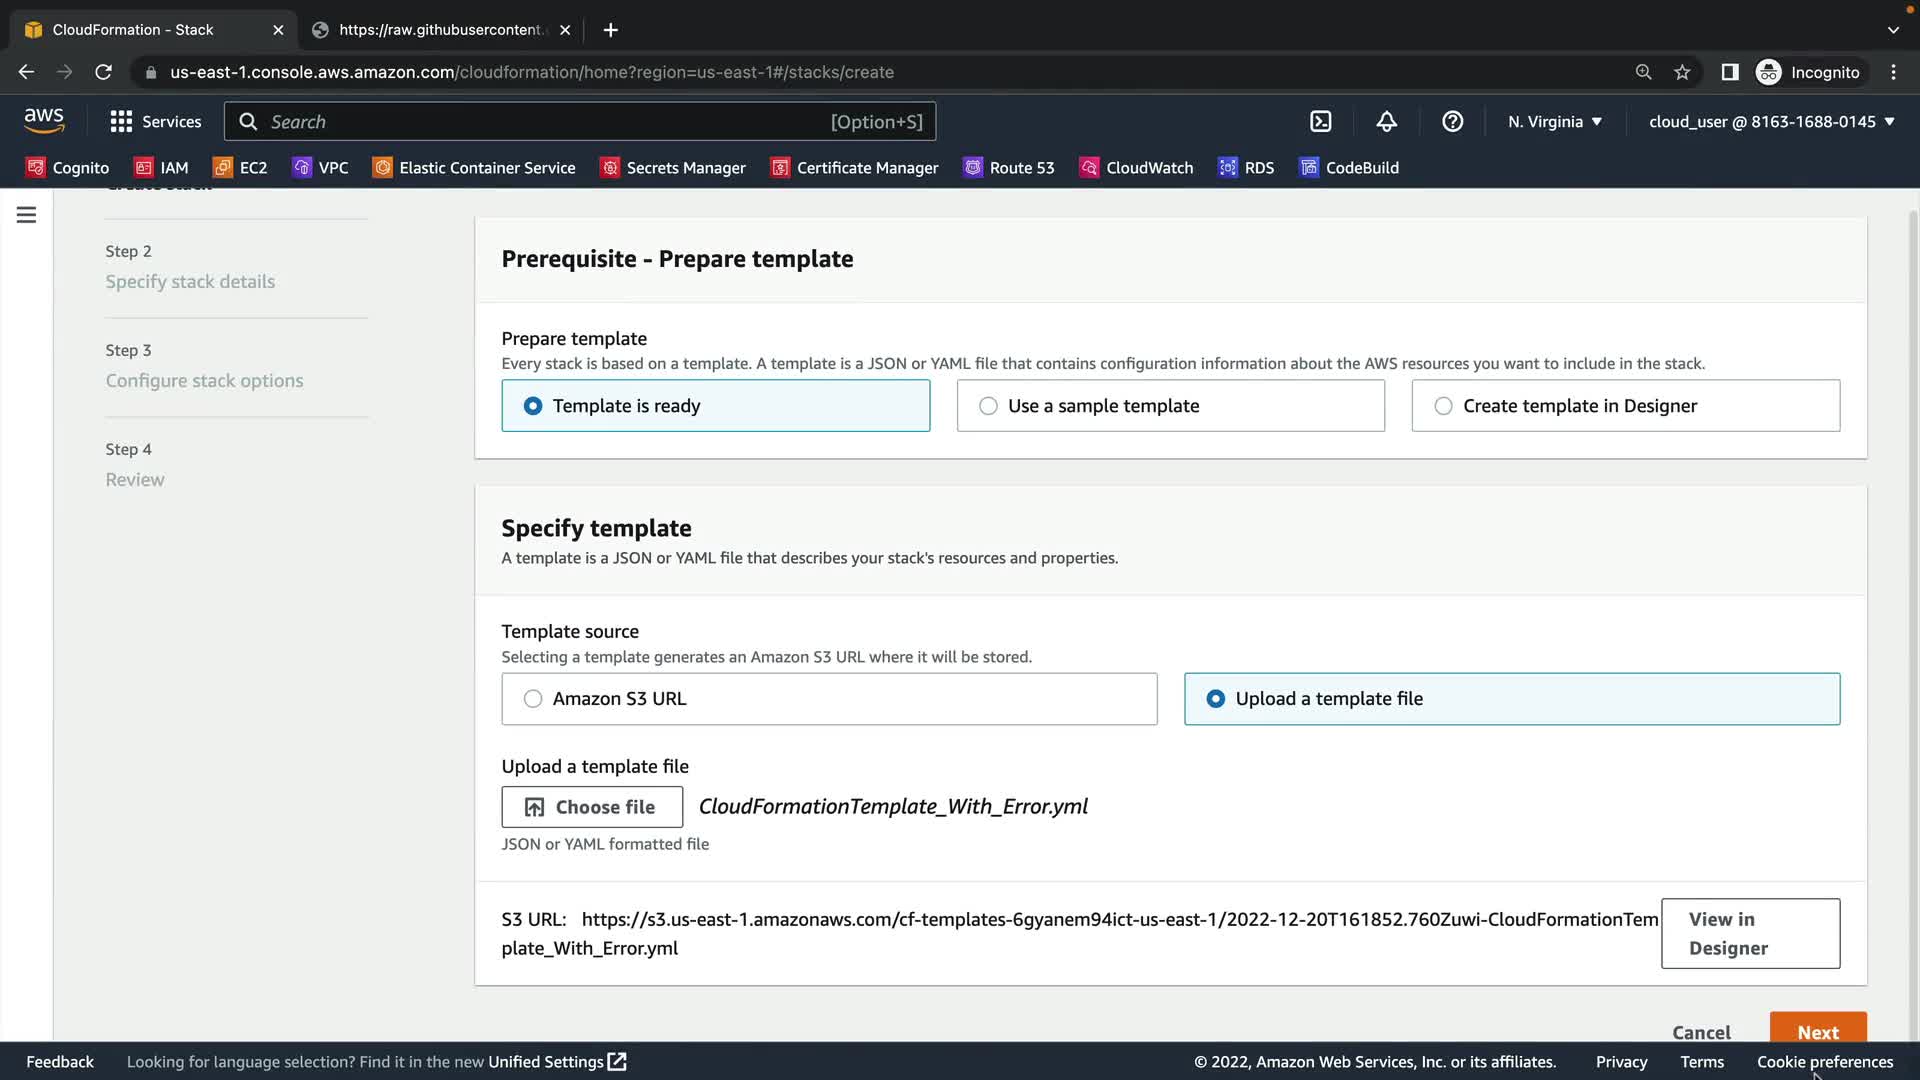 CloudFormation - Stack
https://raw.githubusercontent.
us-east-1.console.aws.amazon.com/cloudformation/home?region=us-east-1#/stacks/create
Incognito
aws
Services
Search
[Option+S]
N. Virginia
cloud_user @ 8163-1688-0145
Cognito
IAM
EC2
VPC
Elastic Container Service
Secrets Manager
Certificate Manager
Route 53
CloudWatch
RDS
CodeBuild
Step 2
Specify stack details
Step 3
Configure stack options
Step 4
Review
Prerequisite - Prepare template
Prepare template
Every stack is based on a template. A template is a JSON or YAML file that contains configuration information about the AWS resources you want to include in the stack.
Template is ready
Use a sample template
Create template in Designer
Specify template
A template is a JSON or YAML file that describes your stack's resources and properties.
Template source
Selecting a template generates an Amazon S3 URL where it will be stored.
Amazon S3 URL
Upload a template file
Upload a template file
Choose file
CloudFormationTemplate_With_Error.yml
JSON or YAML formatted file
S3 URL: https://s3.us-east-1.amazonaws.com/cf-templates-6gyanem94ict-us-east-1/2022-12-20T161852.760Zuwi-CloudFormationTem
plate_With_Error.yml
View in
Designer
Cancel
Next
Feedback
Looking for language selection? Find it in the new Unified Settings
© 2022, Amazon Web Services, Inc. or its affiliates.
Privacy
Terms
Cookie preferences